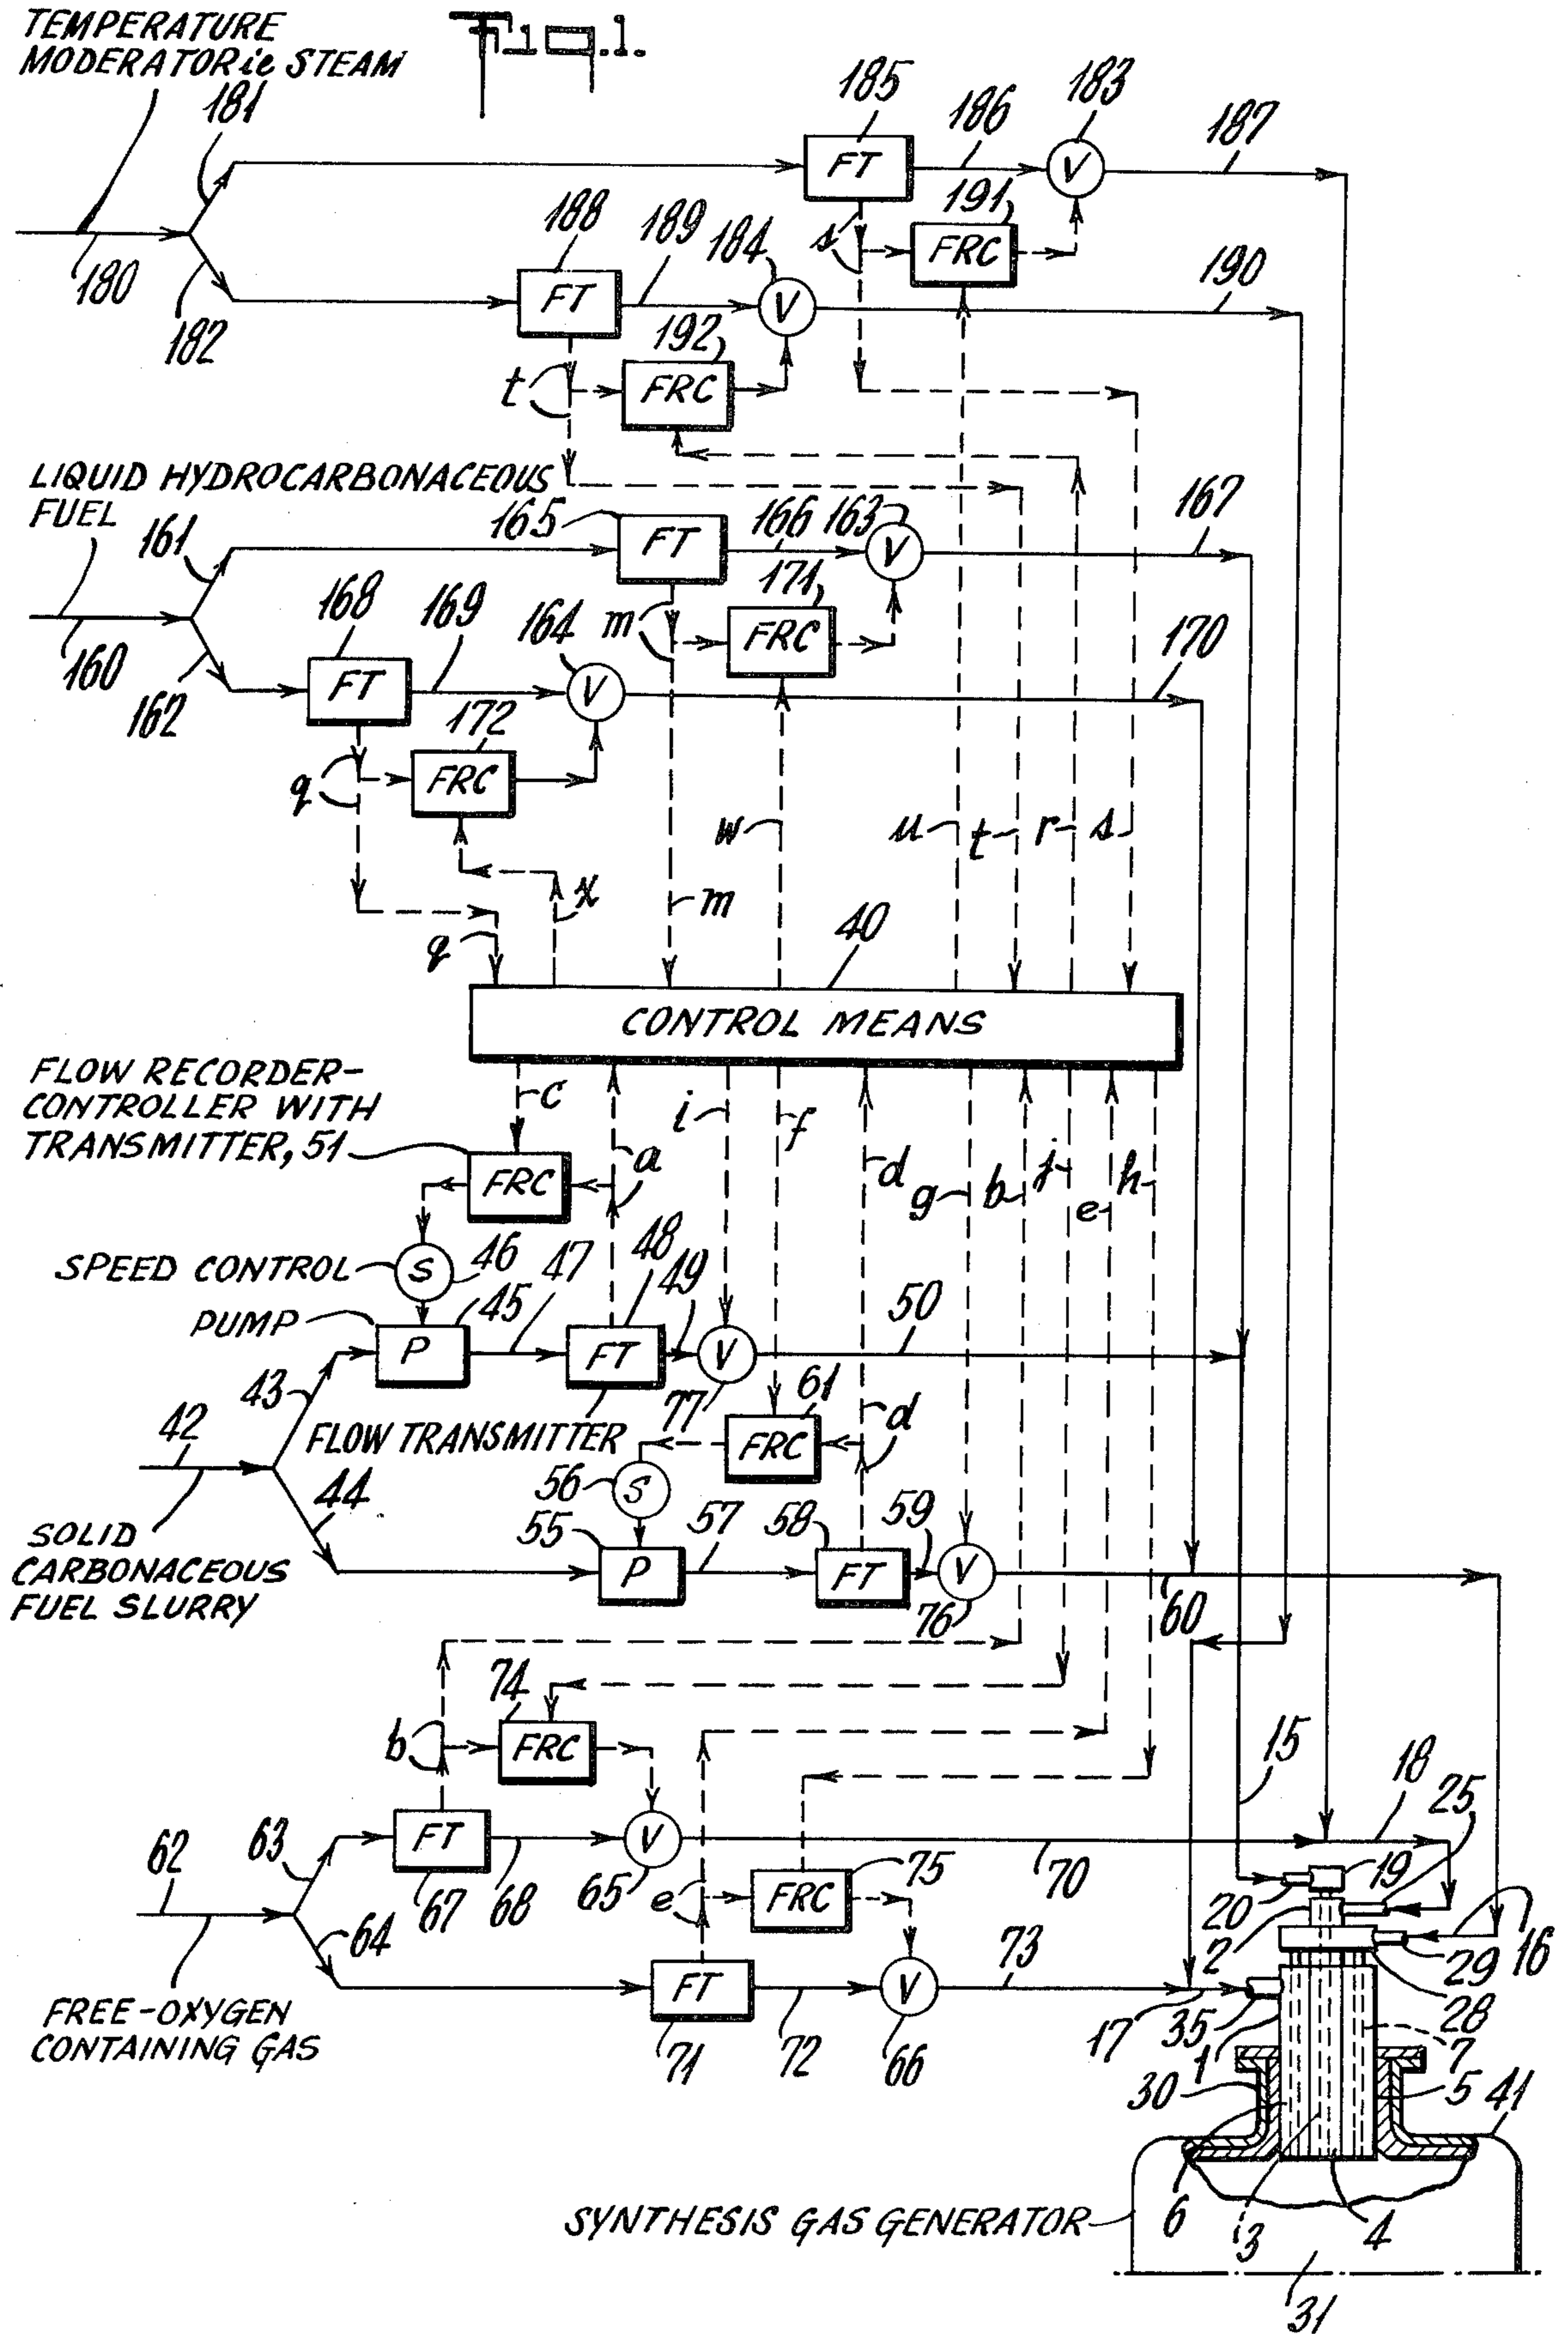 Fig.1.
TEMPERATURE
MODERATOR ie STEAM
181
185
186
183
187
FT
V
180
182
188
189
184
s
191
FRC
190
FT
V
192
t
FRC
LIQUID HYDROCARBONACEOUS
FUEL
161
165
166
163
167
FT
V
160
162
168
169
164
m
171
FRC
170
FT
V
172
q
FRC
w
u
t
r
s
x
m
q
40
CONTROL MEANS
FLOW RECORDER-
CONTROLLER WITH
TRANSMITTER, 51
c
a
i
f
d
g
b
j
e
h
FRC
SPEED CONTROL
S
46
47
48
49
50
PUMP
45
P
FT
V
43
77
61
42
FLOW TRANSMITTER
FRC
d
44
56
S
55
57
58
59
SOLID
CARBONACEOUS
FUEL SLURRY
P
FT
V
76
60
74
b
FRC
15
18
25
62
63
FT
V
67
68
65
70
e
FRC
75
19
20
64
2
29
16
FREE-OXYGEN
CONTAINING GAS
FT
V
73
71
72
66
17
35
28
1
7
30
5
41
SYNTHESIS GAS GENERATOR
6
3
4
31